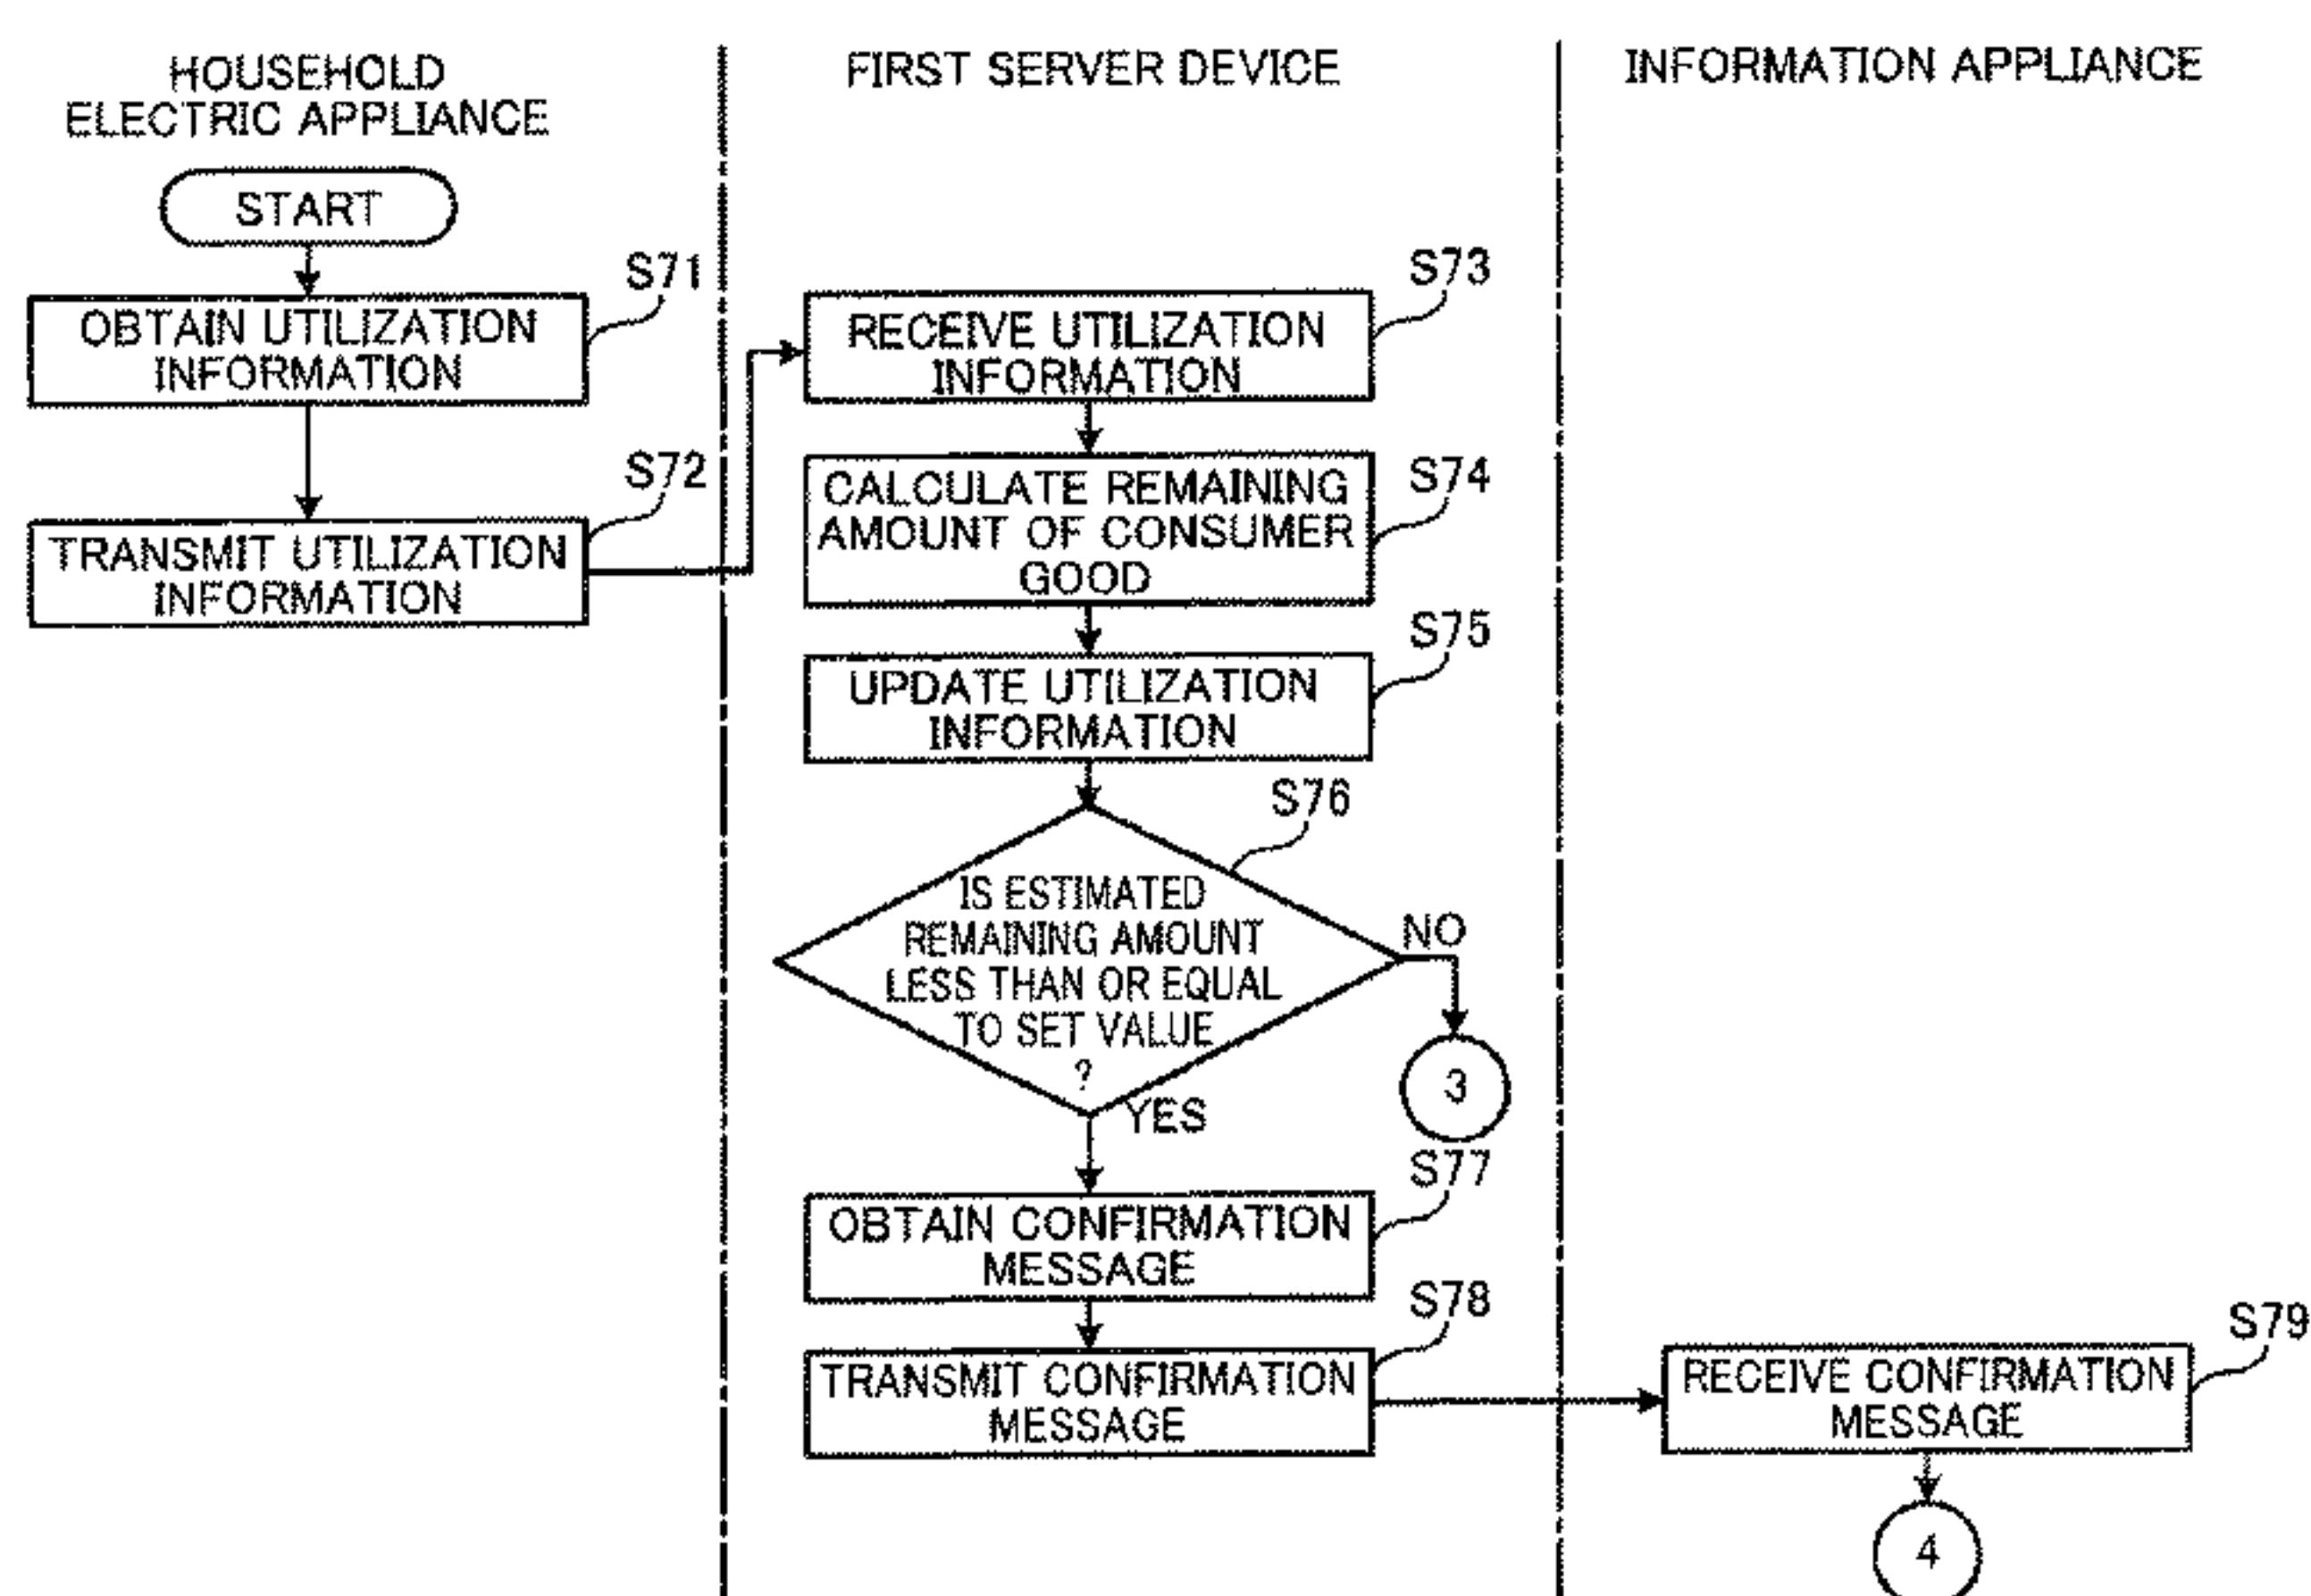 HOUSEHOLD
ELECTRIC APPLIANCE
FIRST SERVER DEVICE
INFORMATION APPLIANCE
START
S71
OBTAIN UTILIZATION
INFORMATION
S72
TRANSMIT UTILIZATION
INFORMATION
S73
RECEIVE UTILIZATION
INFORMATION
S74
CALCULATE REMAINING
AMOUNT OF CONSUMER
GOOD
S75
UPDATE UTILIZATION
INFORMATION
S76
IS ESTIMATED
REMAINING AMOUNT
LESS THAN OR EQUAL
TO SET VALUE
?
NO
3
YES
S77
OBTAIN CONFIRMATION
MESSAGE
S78
TRANSMIT CONFIRMATION
MESSAGE
S79
RECEIVE CONFIRMATION
MESSAGE
4